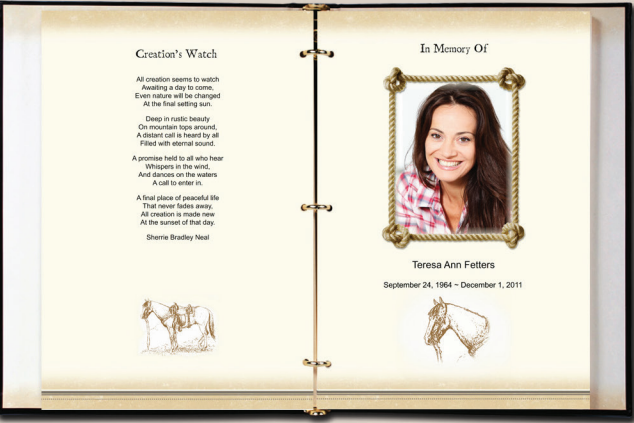 Creation's Watch
All creation seems to watch
Awaiting a day to come,
Even nature will be changed
At the final setting sun.
Deep in rustic beauty
On mountain tops around,
A distant call is heard by all
Filled with eternal sound.
A promise held to all who hear
Whispers in the wind,
And dances on the waters
A call to enter in.
A final place of peaceful life
That never fades away,
All creation is made new
At the sunset of that day.
Sherrie Bradley Neal
In Memory Of
Teresa Ann Fetters
September 24, 1964 ~ December 1, 2011